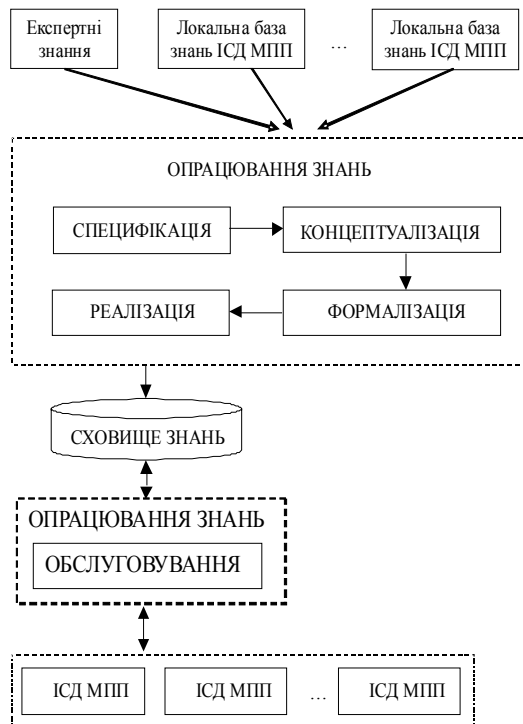 Експертні
знання
Локальна база
знань ІСД МПП
...
Локальна база
знань ІСД МПП
ОПРАЦЮВАННЯ ЗНАНЬ
СПЕЦИФІКАЦІЯ
КОНЦЕПТУАЛІЗАЦІЯ
РЕАЛІЗАЦІЯ
ФОРМАЛІЗАЦІЯ
СХОВИЩЕ ЗНАНЬ
ОПРАЦЮВАННЯ ЗНАНЬ
ОБСЛУГОВУВАННЯ
ІСД МПП
ІСД МПП
...
ІСД МПП